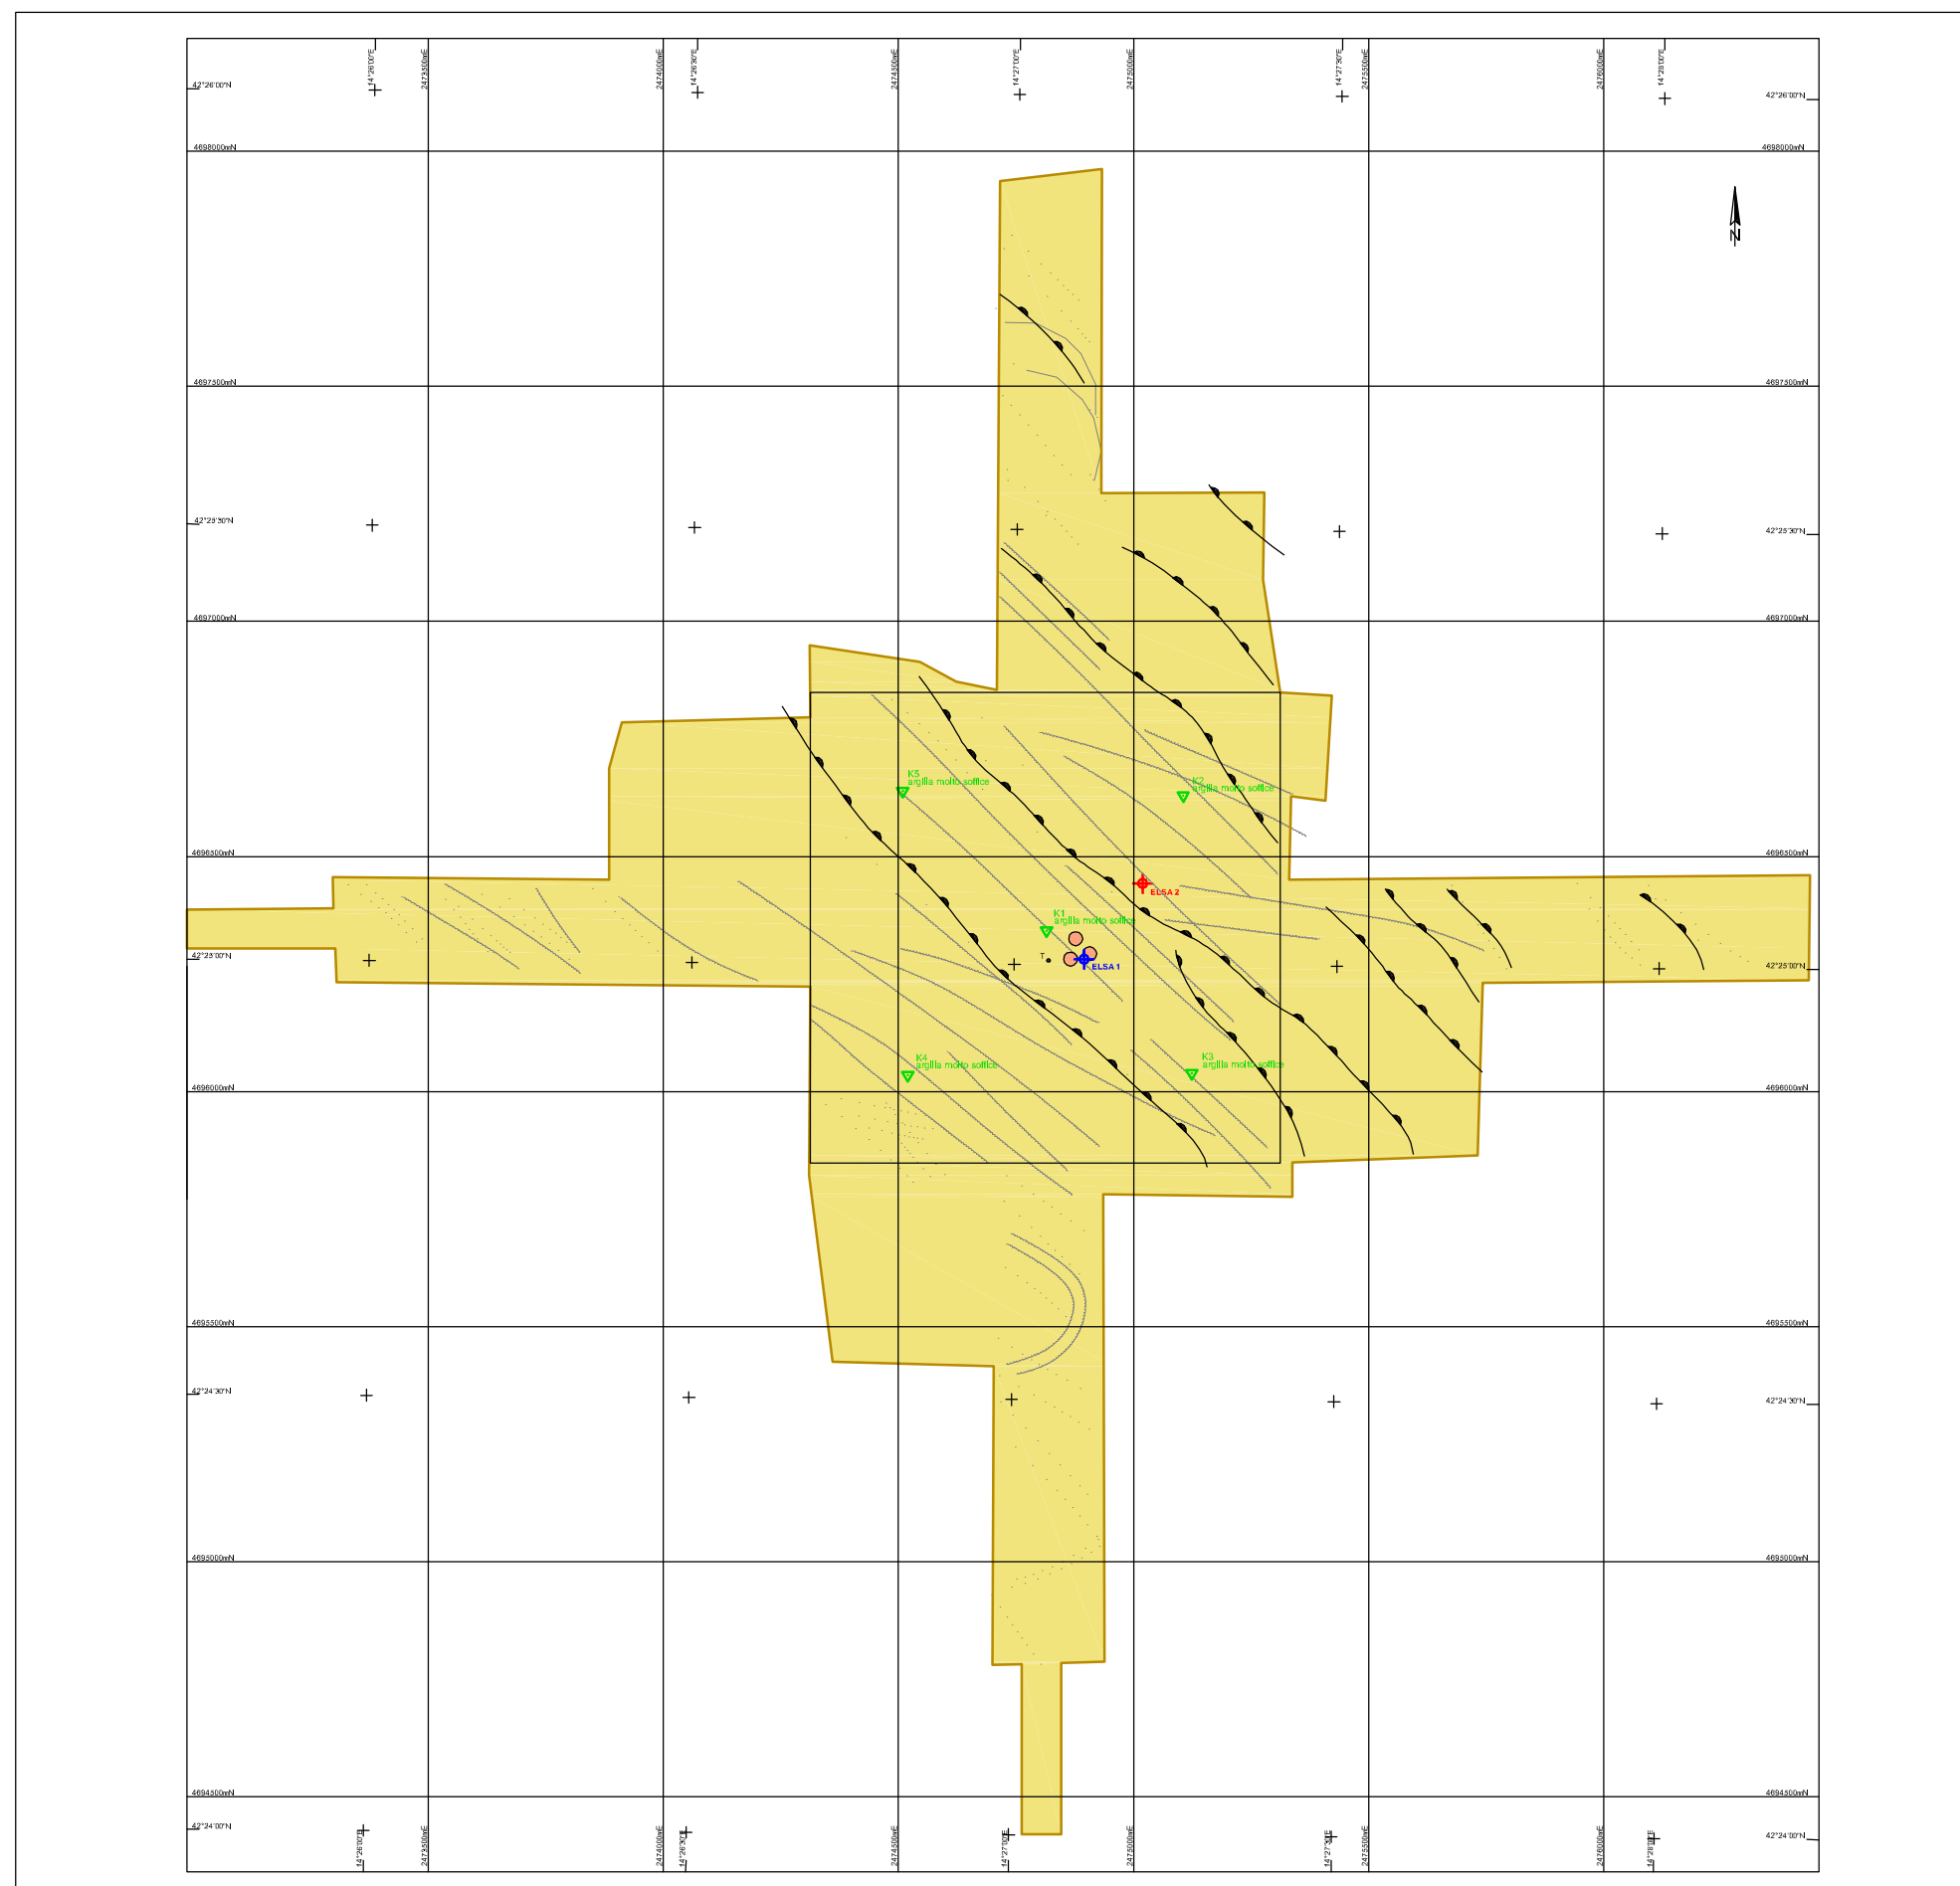 14°26'00"E
2473500mE
2474000mE
14°26'30"E
2474500mE
14°27'00"E
2475000mE
14°27'30"E
2475500mE
2476000mE
14°28'00"E
42°26'00"N
42°26'00"N
4698000mN
4698000mN
N
4697500mN
4697500mN
42°25'30"N
42°25'30"N
4697000mN
4697000mN
K5
argilla molto soffice
K2
argilla molto soffice
4696500mN
4696500mN
ELSA 2
K1
argilla molto soffice
T
ELSA 1
42°25'00"N
42°25'00"N
K4
argilla molto soffice
K3
argilla molto soffice
4696000mN
4696000mN
4695500mN
4695500mN
42°24'30"N
42°24'30"N
4695000mN
4695000mN
4694500mN
4694500mN
42°24'00"N
42°24'00"N
14°26'00"E
2473500mE
2474000mE
14°26'30"E
2474500mE
14°27'00"E
2475000mE
14°27'30"E
2475500mE
2476000mE
14°28'00"E